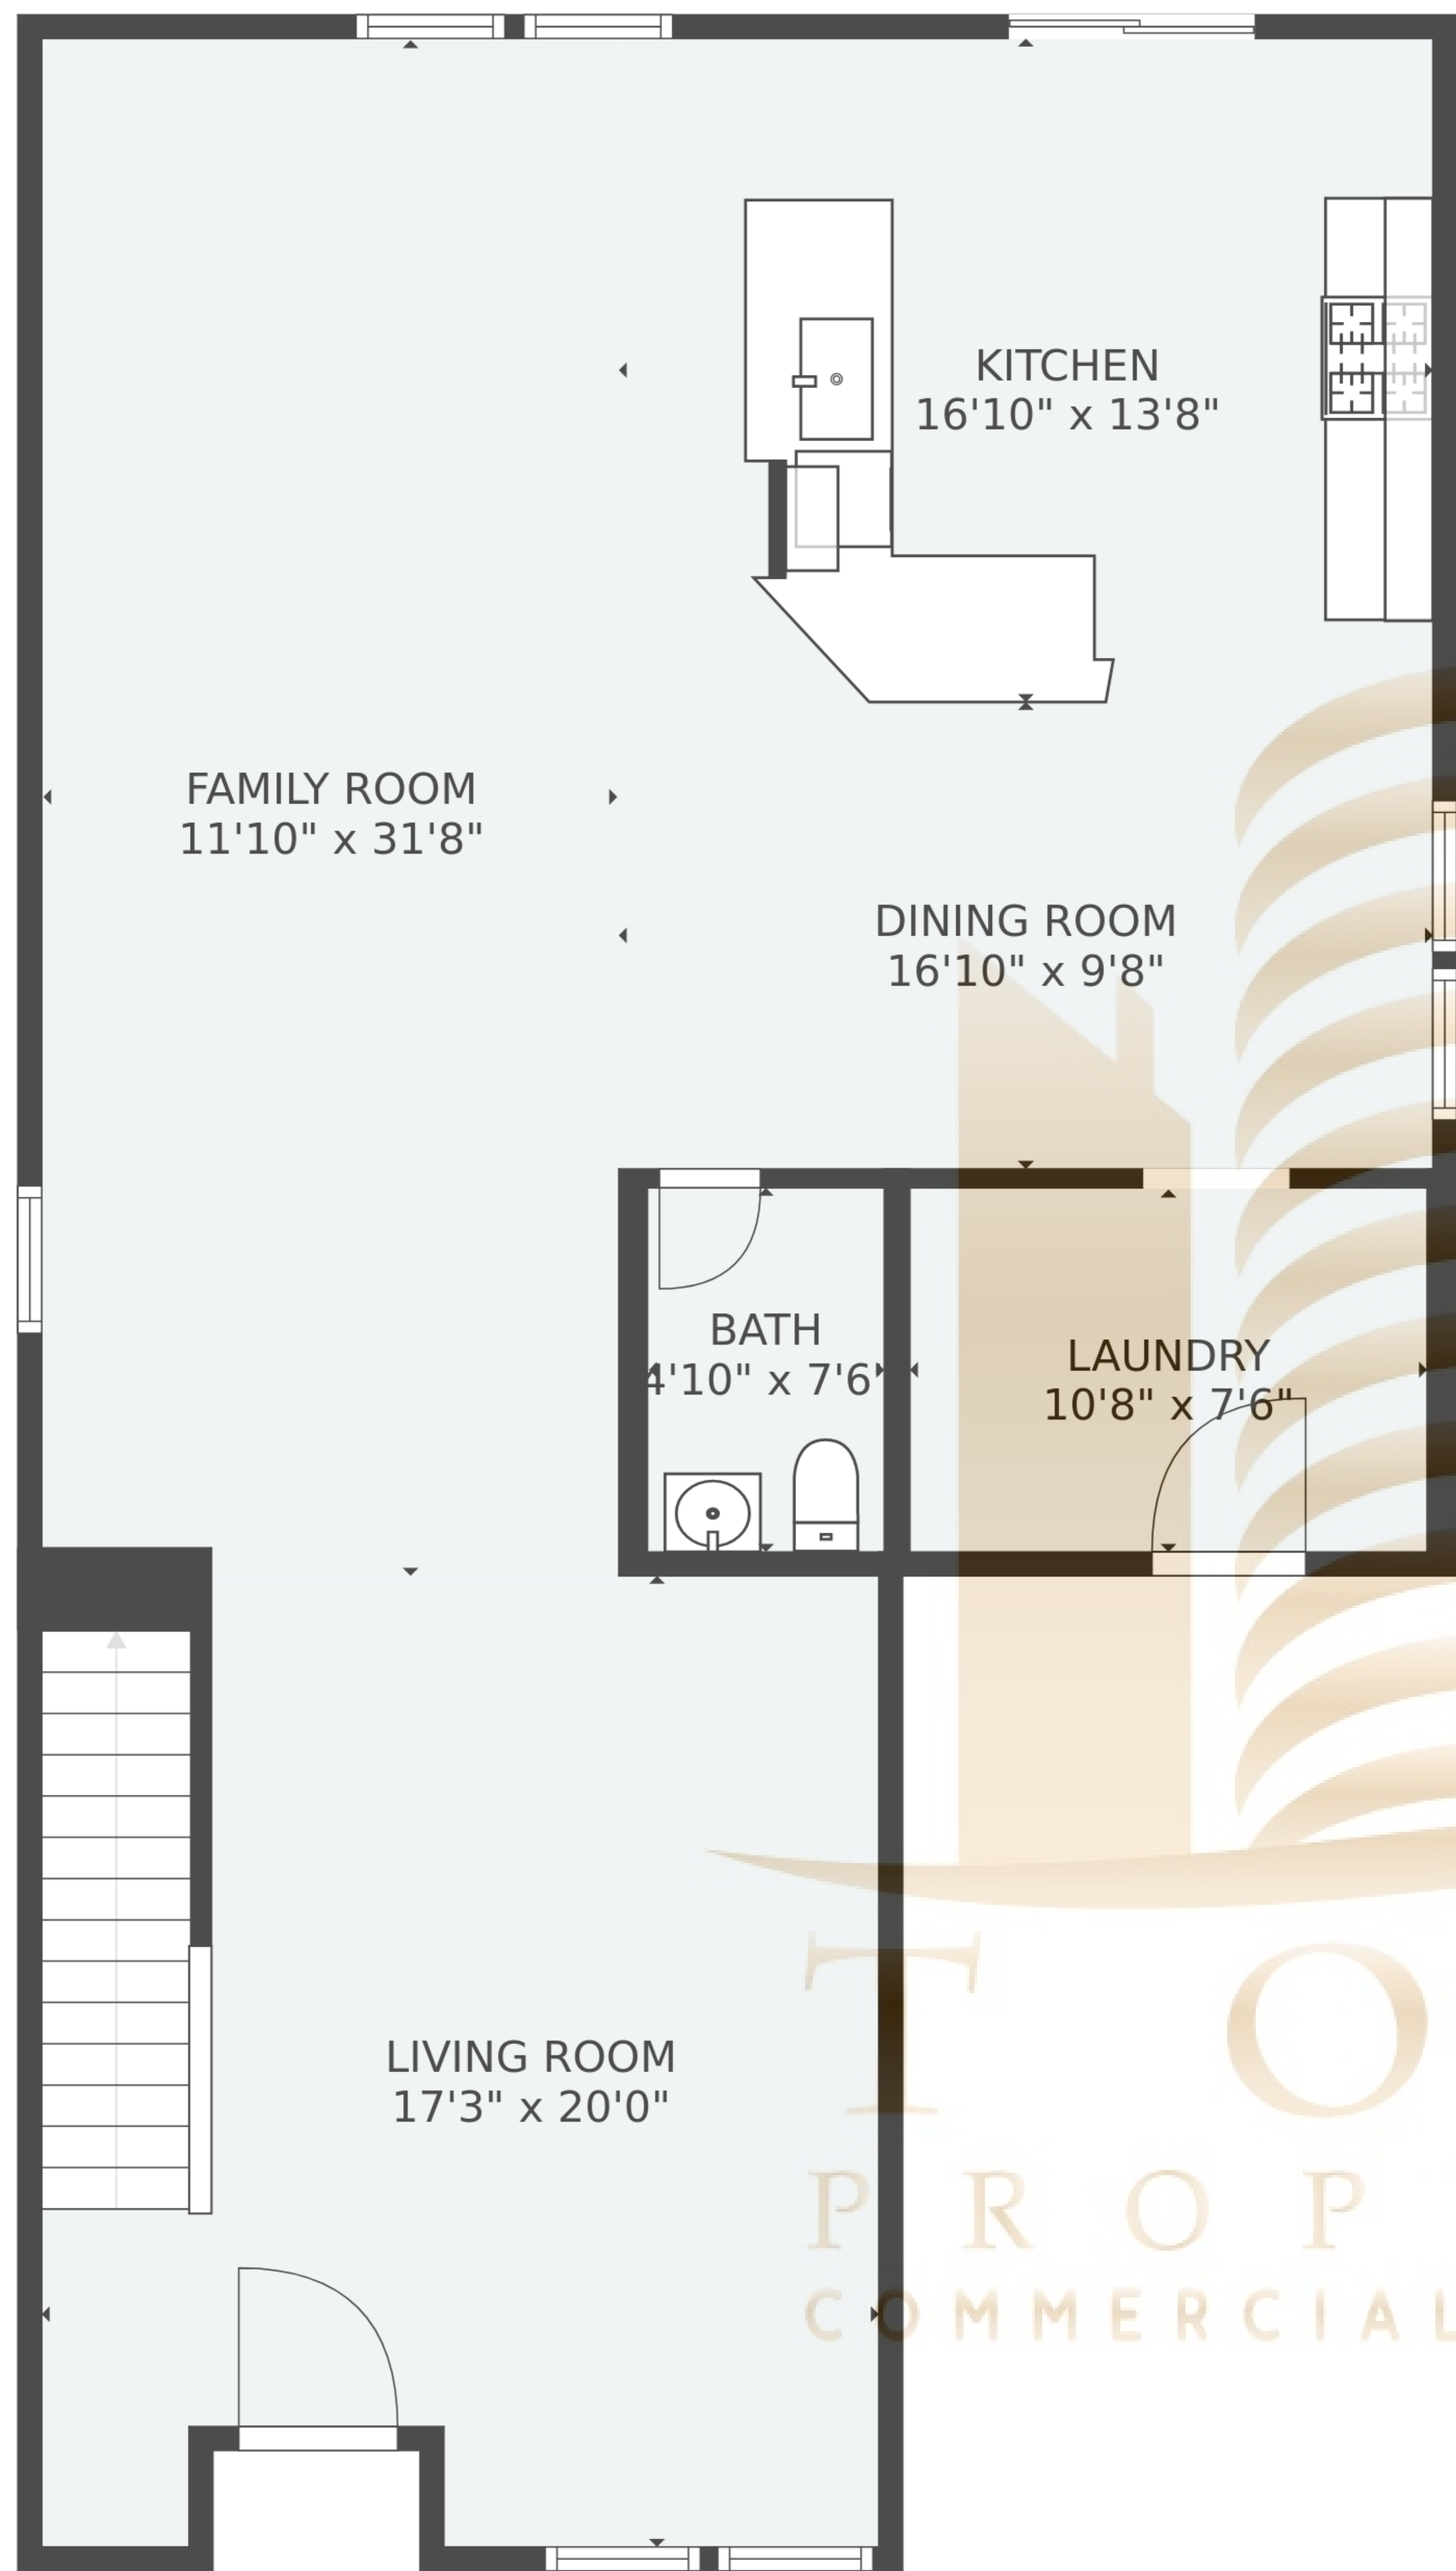 KITCHEN
16'10" x 13'8"
FAMILY ROOM
11'10" x 31'8"
DINING ROOM
16'10" x 9'8"
BATH
4'10" x 7'6
LAUNDRY
10'8" x 7'6"
LIVING ROOM
17'3" x 20'0"
T O
P R O P
COMMERCIAL